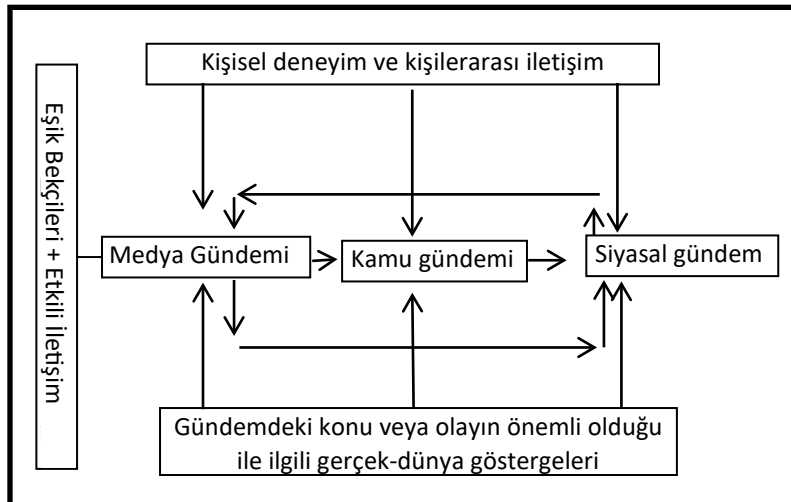 Kişisel deneyim ve kişilerarası iletişim
Eşik Bekçileri + Etkili İletişim
Medya Gündemi
Kamu gündemi
Siyasal gündem
Gündemdeki konu veya olayın önemli olduğu
ile ilgili gerçek-dünya göstergeleri